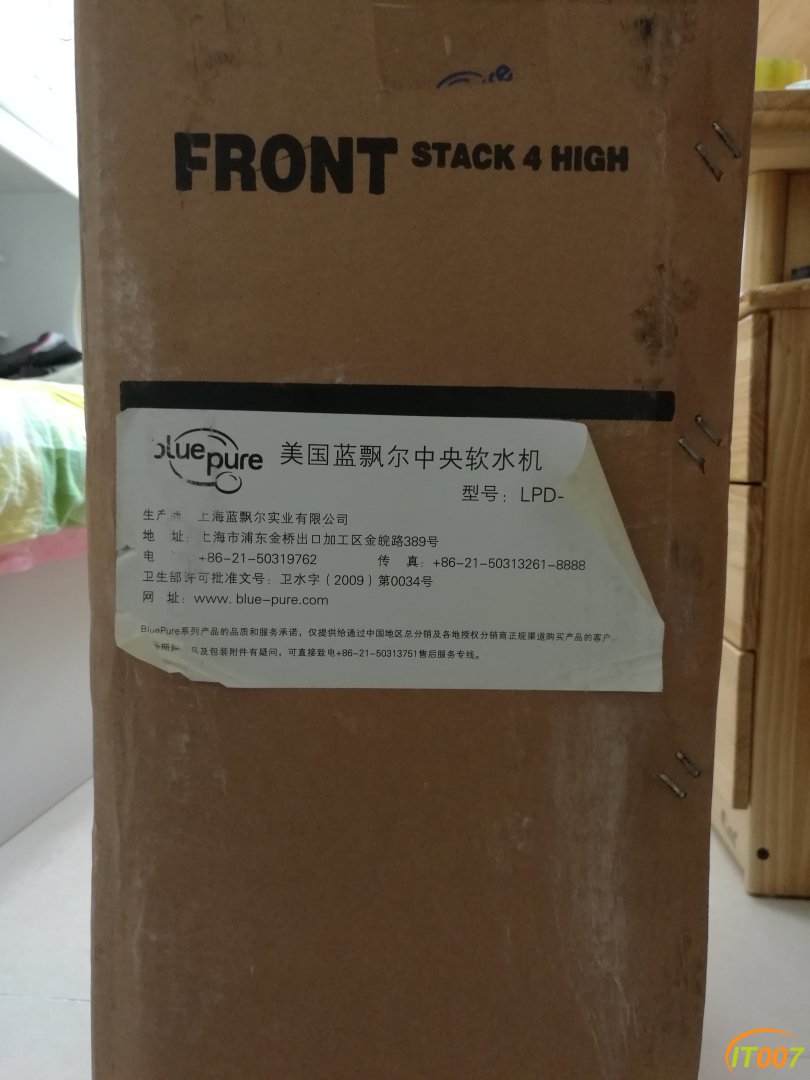 FRONT STACK 4 HIGH
bluepure 美国蓝飘尔中央软水机
型号：LPD-
生产 上海蓝飘尔实业有限公司
地 址：上海市浦东金桥出口加工区金皖路389号
电 +86-21-50319762 传 真：+86-21-50313261-8888
卫生部许可批准文号：卫水字（2009）第0034号
网 址：www.blue-pure.com
BluePure系列产品的品质和服务承诺，仅提供给通过中国地区总分销及各地授权分销商正规渠道购买产品的客户。
品及包装附件有疑问，可直接致电+86-21-50313751售后服务专线。
IT007